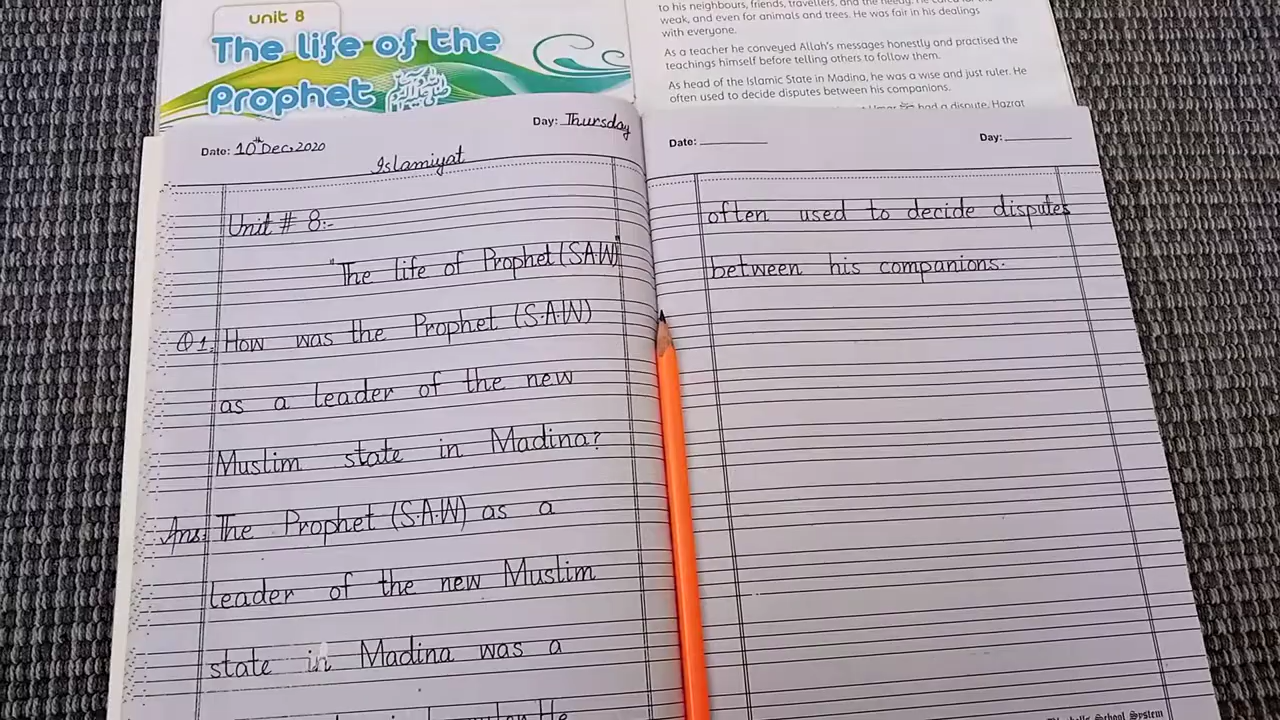 unit 8
The life of the
Prophet
to his neighbours, friends, travellers, and the needy. He cared for the
weak, and even for animals and trees. He was fair in his dealings
with everyone.
As a teacher he conveyed Allah's messages honestly and practised the
teachings himself before telling others to follow them.
As head of the Islamic State in Madina, he was a wise and just ruler. He
often used to decide disputes between his companions.
had a dispute. Hazrat
Date: 10th Dec, 2020
Day: Thursday
Islamiyat
Unit # 8:-
"The life of Prophet (S.A.W)"
Q1. How was the Prophet (S.A.W)
as a leader of the new
Muslim state in Madina?
Ans: The Prophet (S.A.W) as a
leader of the new Muslim
state in Madina was a
He
Date:
Day:
often used to decide disputes
between his companions.
School System